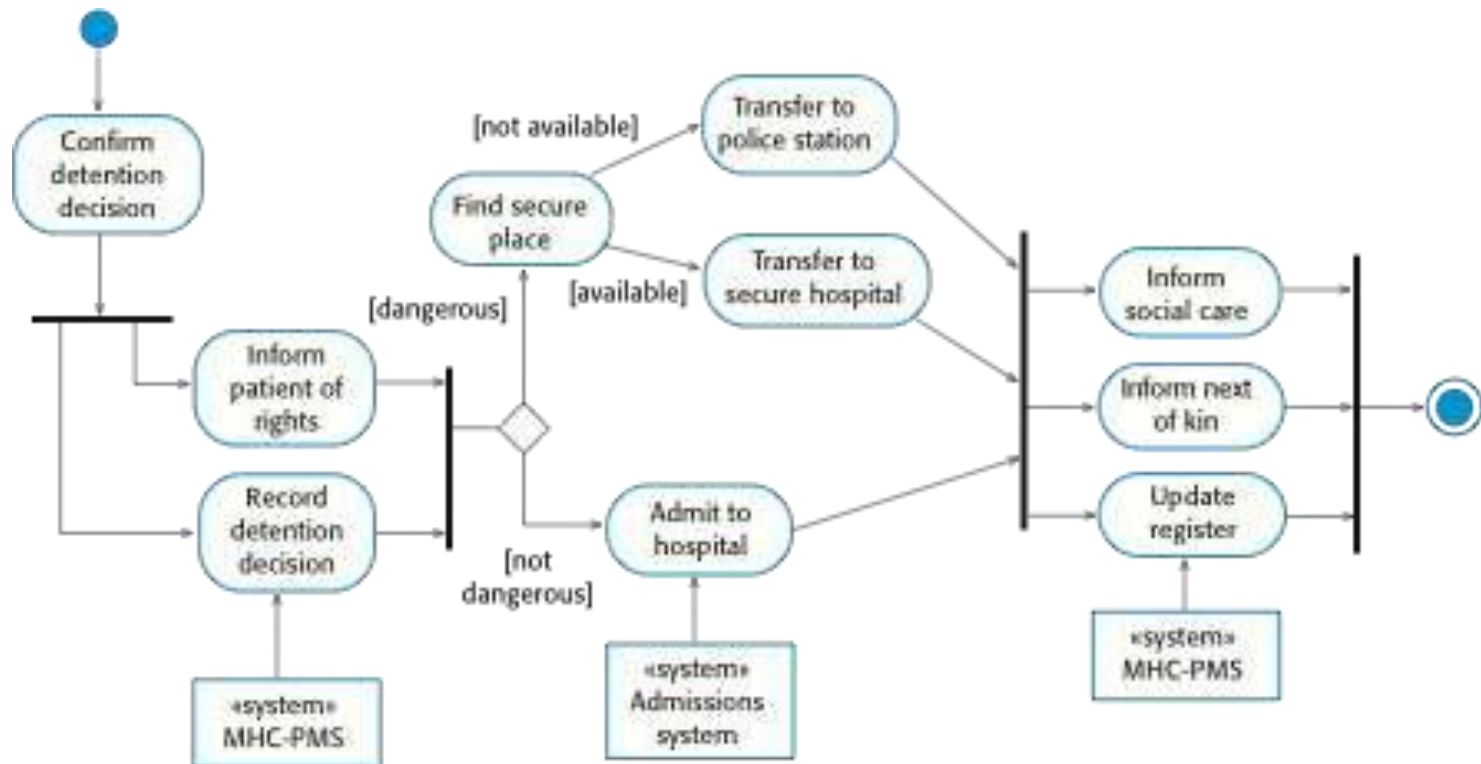 Confirm
detention
decision
Inform
patient of
rights
Record
detention
decision
«system»
MHC-PMS
[dangerous]
[not
dangerous]
Find secure
place
[not available]
[available]
Transfer to
police station
Transfer to
secure hospital
Admit to
hospital
«system»
Admissions
system
Inform
social care
Inform next
of kin
Update
register
«system»
MHC-PMS